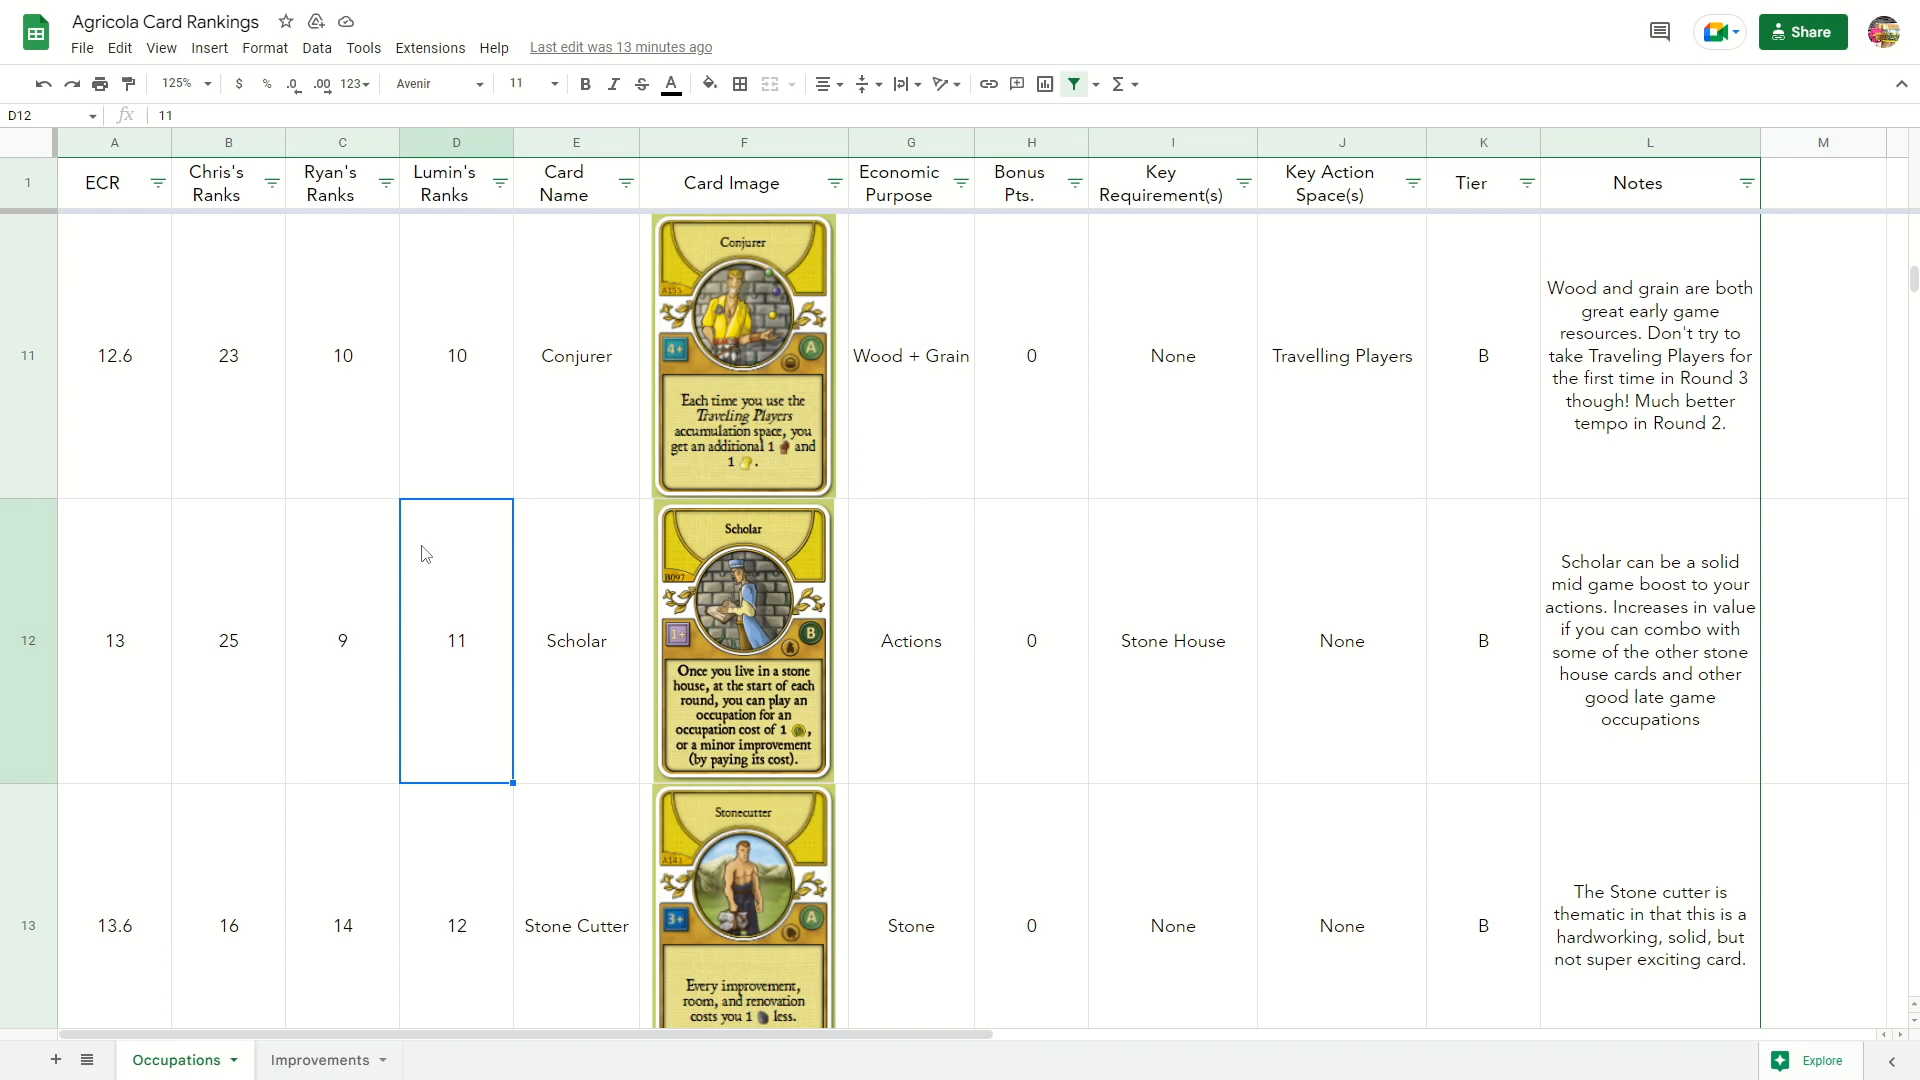 Agricola Card Rankings
File Edit View Insert Format Data Tools Extensions Help Last edit was 13 minutes ago
Share
125% $ % .0 .00 123 Avenir 11 B I S A
D12 fx 11
A B C D E F G H I J K L M
1 ECR Chris's Ranks Ryan's Ranks Lumin's Ranks Card Name Card Image Economic Purpose Bonus Pts. Key Requirement(s) Key Action Space(s) Tier Notes
11 12.6 23 10 10 Conjurer
Conjurer
A155
4+ A
Each time you use the
Traveling Players
accumulation space, you
get an additional 1 and
1 .
Wood + Grain 0 None Travelling Players B
Wood and grain are both
great early game
resources. Don't try to
take Traveling Players for
the first time in Round 3
though! Much better
tempo in Round 2.
12 13 25 9 11 Scholar
Scholar
B097
1+ B
Once you live in a stone
house, at the start of each
round, you can play an
occupation for an
occupation cost of 1 ,
or a minor improvement
(by paying its cost).
Actions 0 Stone House None B
Scholar can be a solid
mid game boost to your
actions. Increases in value
if you can combo with
some of the other stone
house cards and other
good late game
occupations
13 13.6 16 14 12 Stone Cutter
Stonecutter
A143
3+ A
Every improvement,
room, and renovation
costs you 1 less.
Stone 0 None None B
The Stone cutter is
thematic in that this is a
hardworking, solid, but
not super exciting card.
Occupations Improvements
Explore